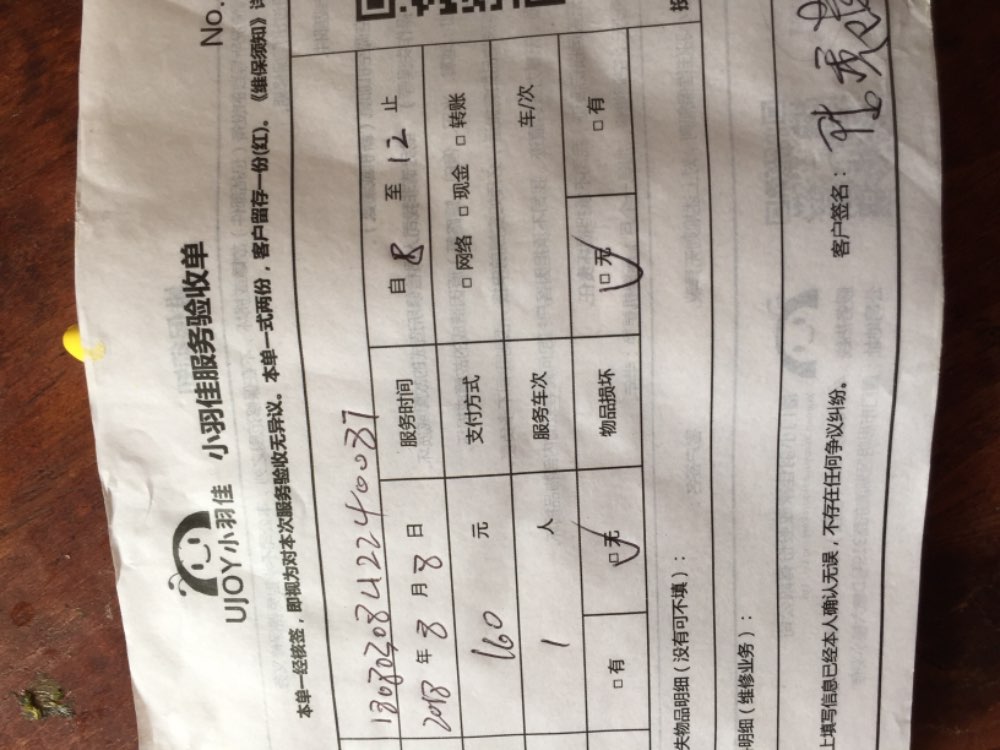 No.
UJOY小羽佳 小羽佳服务验收单
本单一经核签，即视为对本次服务验收无异议。本单一式两份，客户留存一份(红)。《维保须知》详
2018 年 8 月 8 日 服务时间 自 8 至 12 止
160 元 支付方式 □ 网络 □ 现金 □ 转账
1 人 服务车次 车/次
□ 有 □ 无 物品损坏 □ 无 □ 有
失物品明细（没有可不填）：
明细（维修业务）：
上填写信息已经本人确认无误，不存在任何争议纠纷。 客户签名：